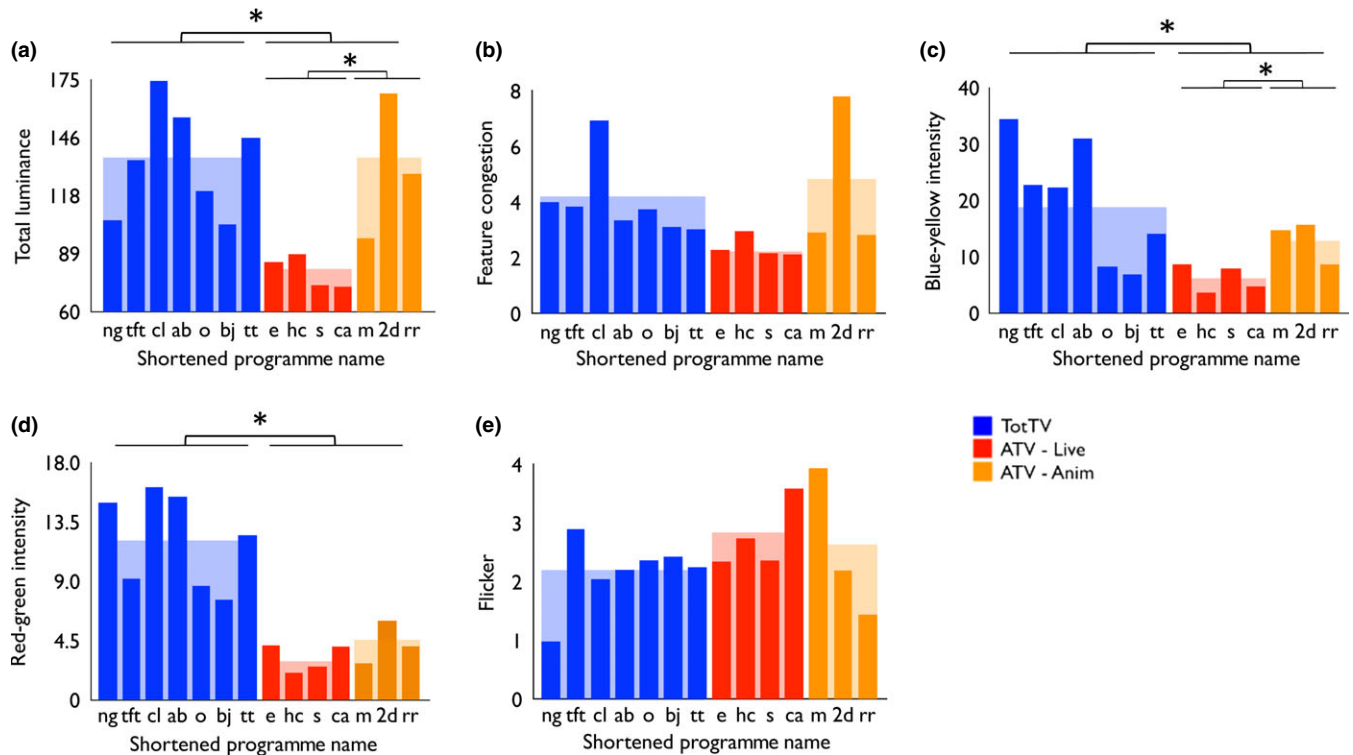 (a)
*
*
Total luminance
175
146
118
89
60
ng tft cl ab o bj tt e hc s ca m 2d rr
Shortened programme name
(b)
Feature congestion
8
6
4
2
0
ng tft cl ab o bj tt e hc s ca m 2d rr
Shortened programme name
(c)
*
*
Blue-yellow intensity
40
30
20
10
0
ng tft cl ab o bj tt e hc s ca m 2d rr
Shortened programme name
(d)
*
Red-green intensity
18.0
13.5
9.0
4.5
0
ng tft cl ab o bj tt e hc s ca m 2d rr
Shortened programme name
(e)
Flicker
4
3
2
1
0
ng tft cl ab o bj tt e hc s ca m 2d rr
Shortened programme name
TotTV
ATV - Live
ATV - Anim